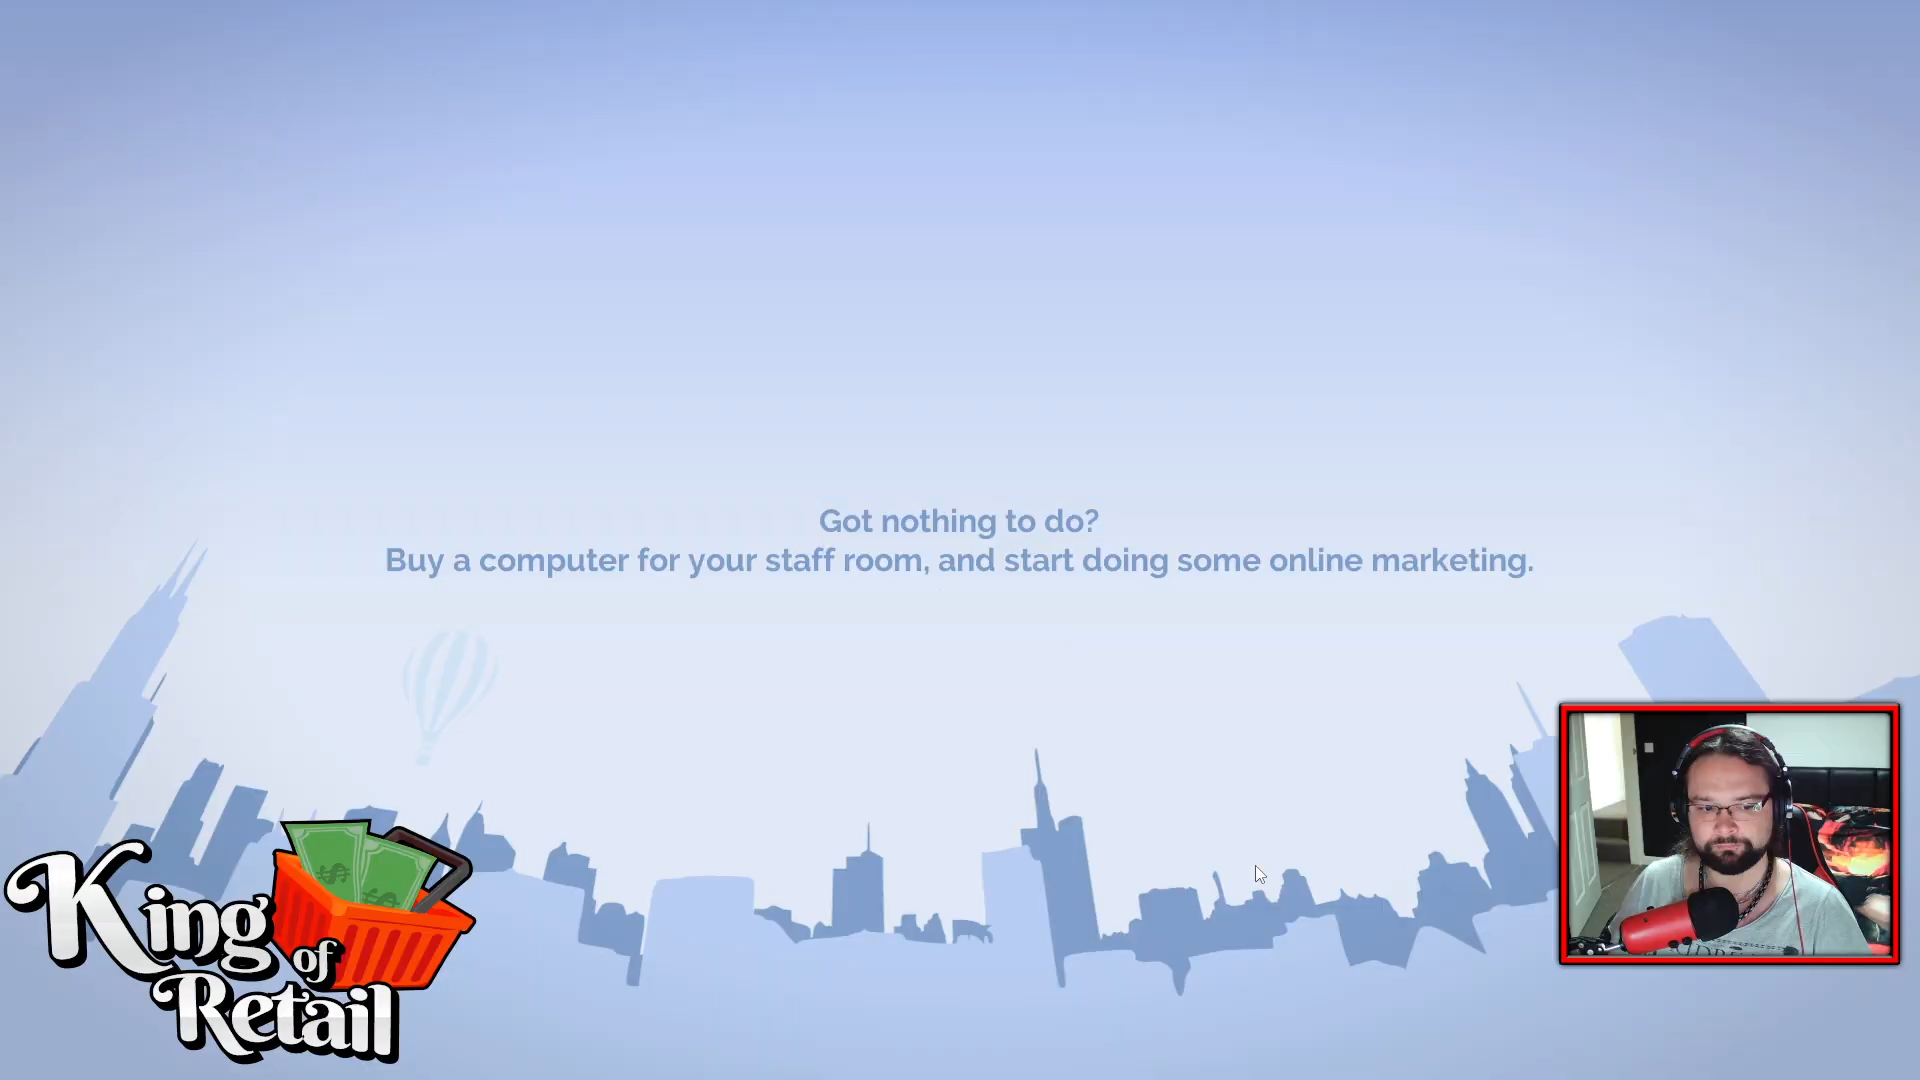 Got nothing to do?
Buy a computer for your staff room, and start doing some online marketing.
King
of
Retail